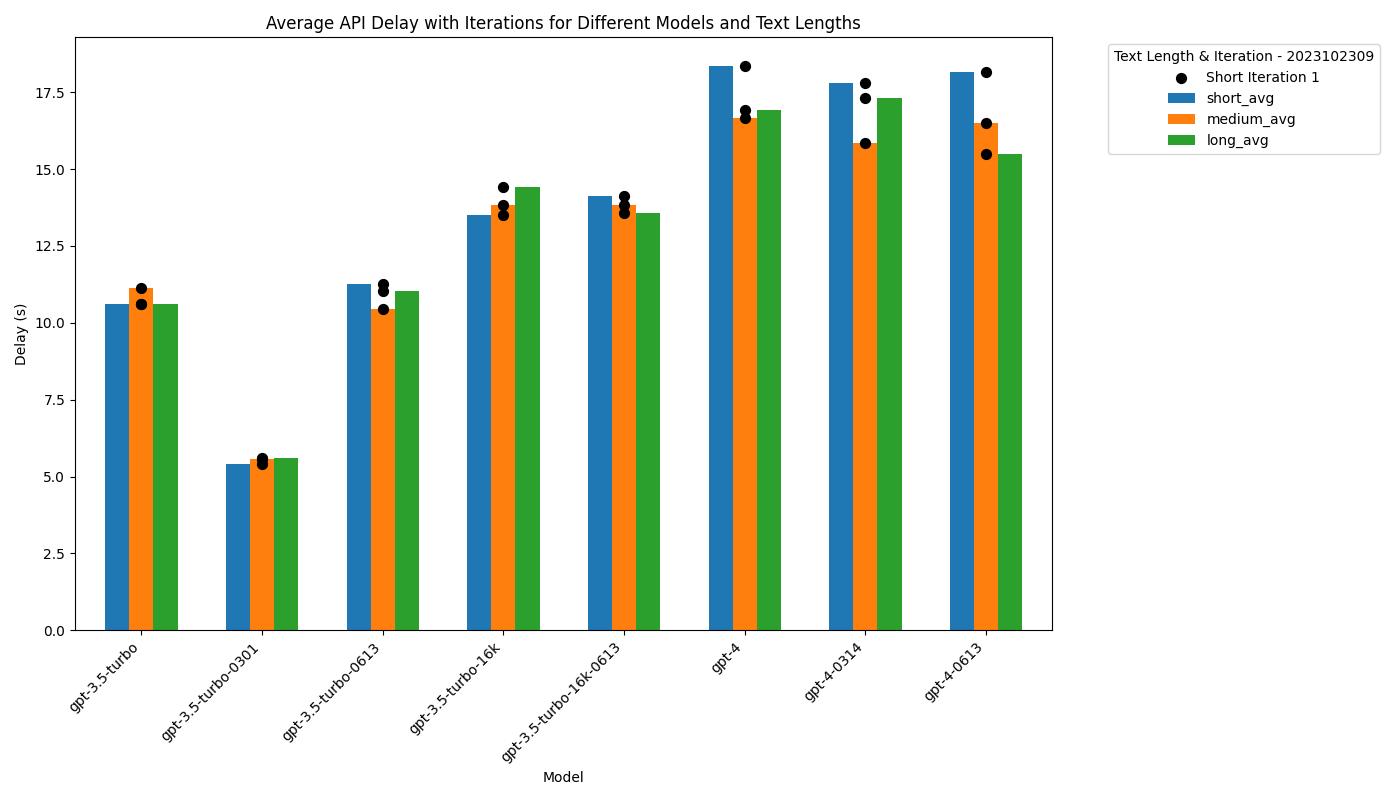 Average API Delay with Iterations for Different Models and Text Lengths
Text Length & Iteration - 2023102309
Short Iteration 1
short_avg
medium_avg
long_avg
Delay (s)
17.5
15.0
12.5
10.0
7.5
5.0
2.5
0.0
gpt-3.5-turbo
gpt-3.5-turbo-0301
gpt-3.5-turbo-0613
gpt-3.5-turbo-16k
gpt-3.5-turbo-16k-0613
gpt-4
gpt-4-0314
gpt-4-0613
Model